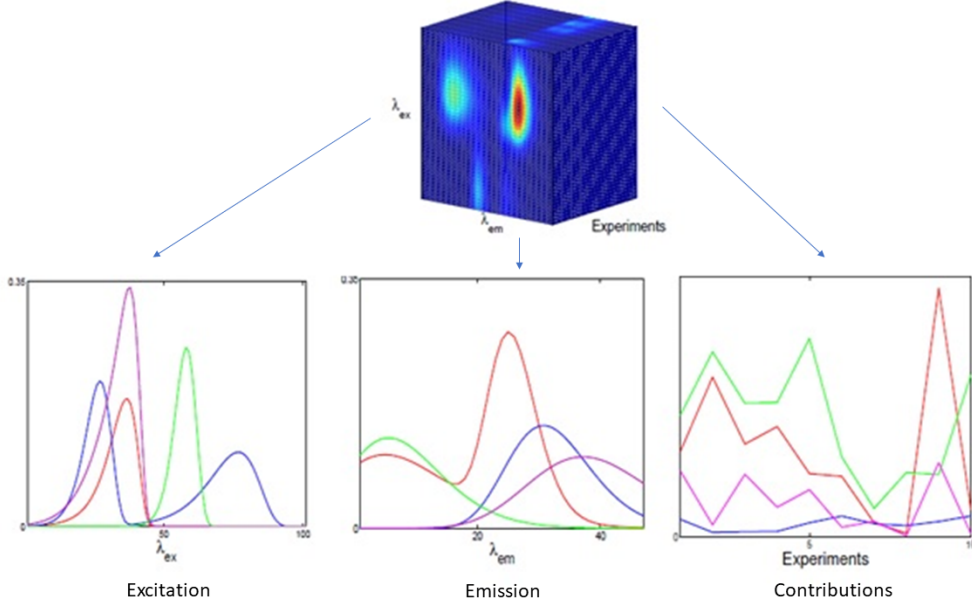 λex
λem
Experiments
0.35
0
50
100
λex
0.35
0
20
40
λem
0
5
Experiments
Excitation
Emission
Contributions